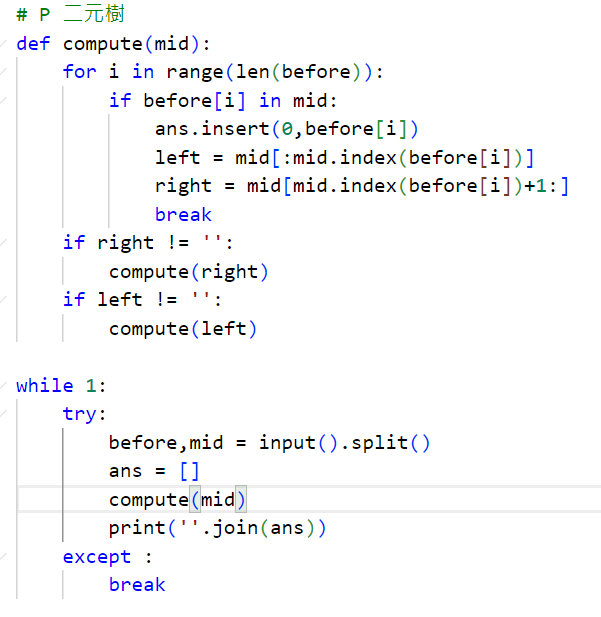 # P 二元樹
def compute(mid):
    for i in range(len(before)):
        if before[i] in mid:
            ans.insert(0,before[i])
            left = mid[:mid.index(before[i])]
            right = mid[mid.index(before[i])+1:]
            break
    if right != '':
        compute(right)
    if left != '':
        compute(left)

while 1:
    try:
        before,mid = input().split()
        ans = []
        compute(mid)
        print(''.join(ans))
    except :
        break